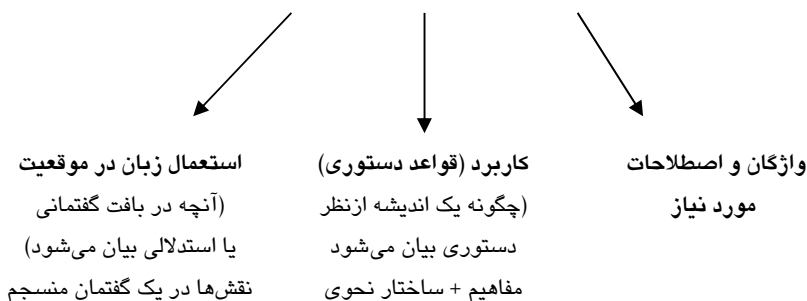 واژگان و اصطلاحات
مورد نیاز
کاربرد (قواعد دستوری)
(چگونه یک اندیشه ازنظر
دستوری بیان می‌شود
مفاهیم + ساختار نحوی
استعمال زبان در موقعیت
(آنچه در بافت گفتمانی
یا استدلالی بیان می‌شود)
نقش‌ها در یک گفتمان منسجم